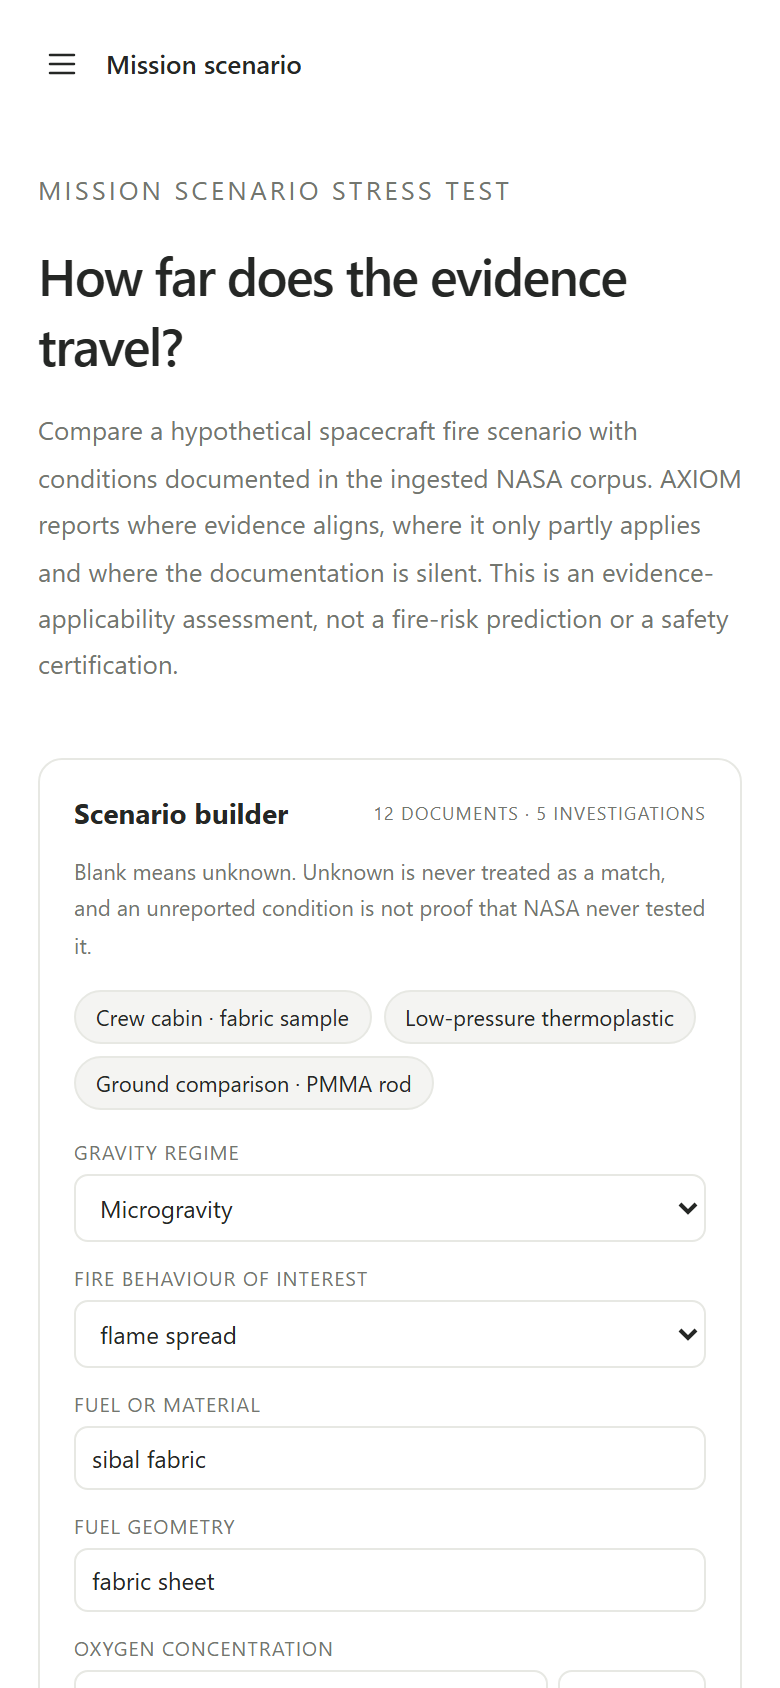 Mission scenario
MISSION SCENARIO STRESS TEST
How far does the evidence
travel?
Compare a hypothetical spacecraft fire scenario with
conditions documented in the ingested NASA corpus. AXIOM
reports where evidence aligns, where it only partly applies
and where the documentation is silent. This is an evidence-
applicability assessment, not a fire-risk prediction or a safety
certification.
Scenario builder
12 DOCUMENTS · 5 INVESTIGATIONS
Blank means unknown. Unknown is never treated as a match,
and an unreported condition is not proof that NASA never tested
it.
Crew cabin · fabric sample
Low-pressure thermoplastic
Ground comparison · PMMA rod
GRAVITY REGIME
Microgravity
FIRE BEHAVIOUR OF INTEREST
flame spread
FUEL OR MATERIAL
sibal fabric
FUEL GEOMETRY
fabric sheet
OXYGEN CONCENTRATION